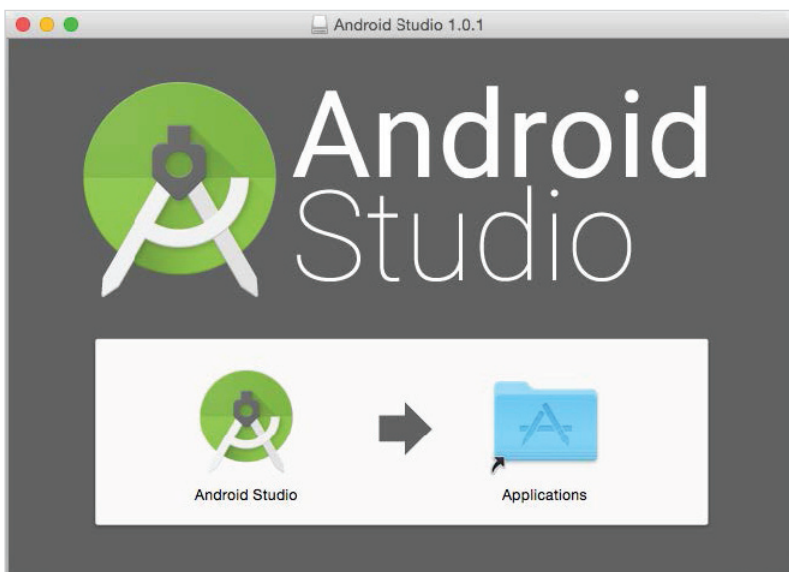 Android Studio 1.0.1
Android
Studio
Android Studio
Applications